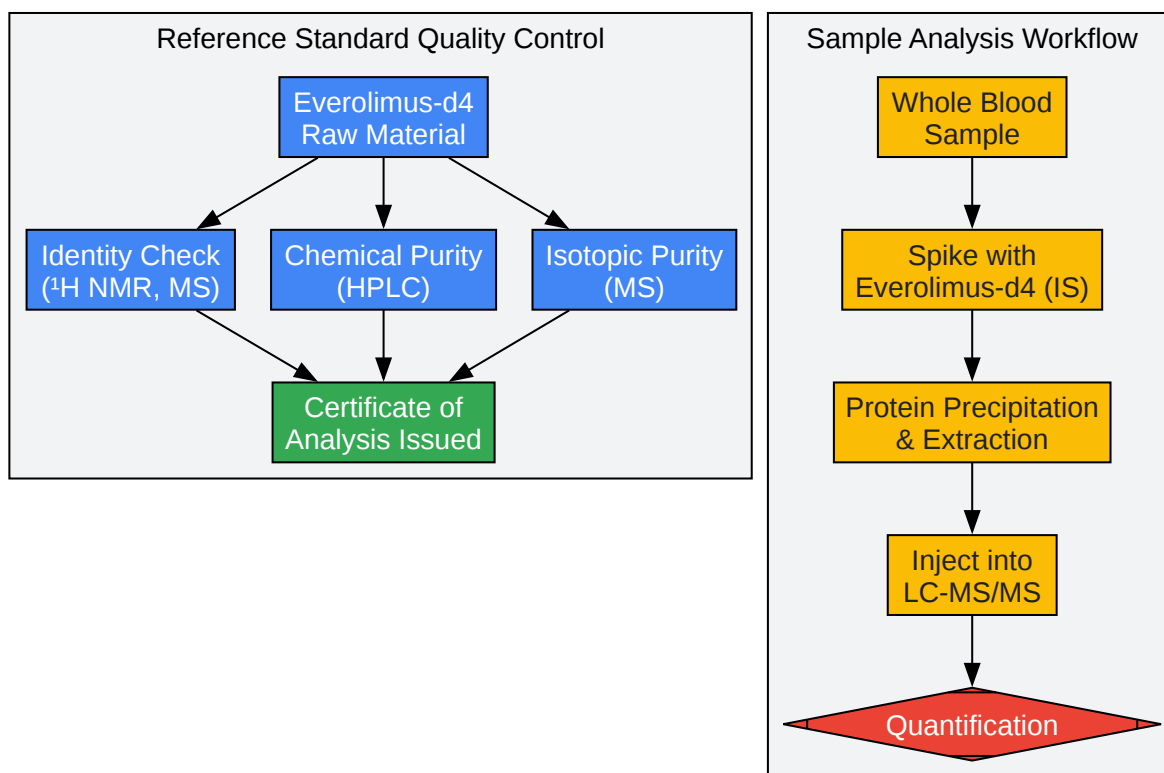 Reference Standard Quality Control
Everolimus-d4
Raw Material
Identity Check
(¹H NMR, MS)
Chemical Purity
(HPLC)
Isotopic Purity
(MS)
Certificate of
Analysis Issued
Sample Analysis Workflow
Whole Blood
Sample
Spike with
Everolimus-d4 (IS)
Protein Precipitation
& Extraction
Inject into
LC-MS/MS
Quantification